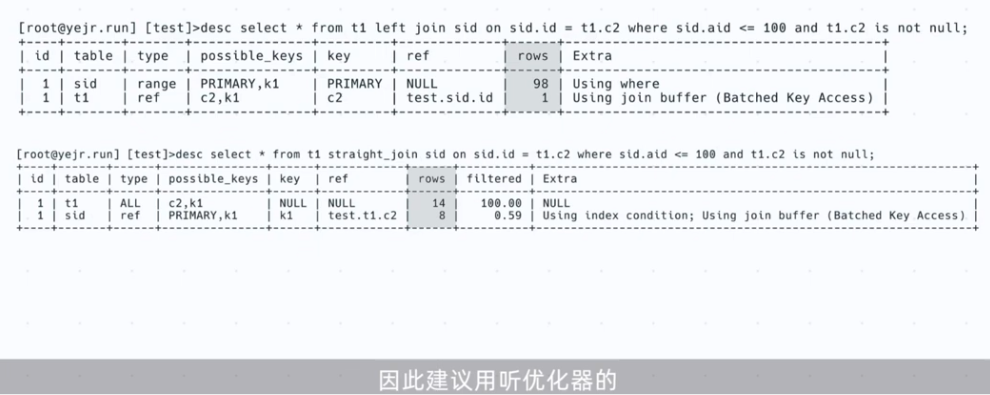 [root@yejr.run] [test]>desc select * from t1 left join sid on sid.id = t1.c2 where sid.aid <= 100 and t1.c2 is not null;
+----+-------+-------+---------------+---------+-------------+------+----------------------------------------+
| id | table | type | possible_keys | key | ref | rows | Extra |
+----+-------+-------+---------------+---------+-------------+------+----------------------------------------+
| 1 | sid | range | PRIMARY,k1 | PRIMARY | NULL | 98 | Using where |
| 1 | t1 | ref | c2,k1 | c2 | test.sid.id | 1 | Using join buffer (Batched Key Access) |
+----+-------+-------+---------------+---------+-------------+------+----------------------------------------+
[root@yejr.run] [test]>desc select * from t1 straight_join sid on sid.id = t1.c2 where sid.aid <= 100 and t1.c2 is not null;
+----+-------+------+---------------+------+------------+------+----------+---------------------------------------------------------------+
| id | table | type | possible_keys | key | ref | rows | filtered | Extra |
+----+-------+------+---------------+------+------------+------+----------+---------------------------------------------------------------+
| 1 | t1 | ALL | c2,k1 | NULL | NULL | 14 | 100.00 | NULL |
| 1 | sid | ref | PRIMARY,k1 | k1 | test.t1.c2 | 8 | 0.59 | Using index condition; Using join buffer (Batched Key Access) |
+----+-------+------+---------------+------+------------+------+----------+---------------------------------------------------------------+
因此建议用听优化器的